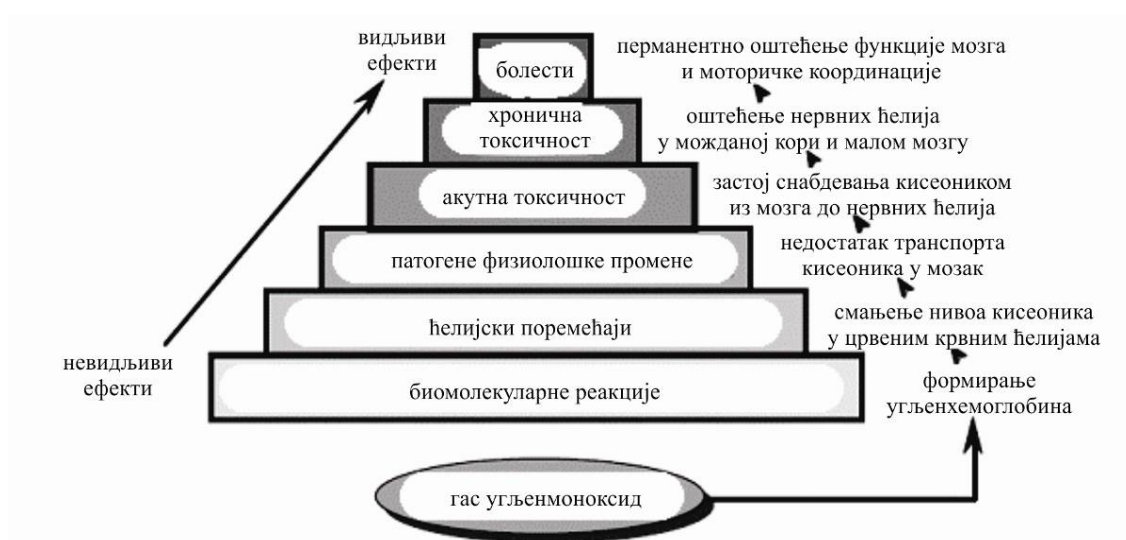 видљиви
ефекти
болести
перманентно оштећење функције мозга
и моторичке координације
хронична
токсичност
оштећење нервних ћелија
у можданој кори и малом мозгу
акутна токсичност
застој снабдевања кисеоником
из мозга до нервних ћелија
патогене физиолошке промене
недостатак транспорта
кисеоника у мозак
ћелијски поремећаји
смањење нивоа кисеоника
у црвеним крвним ћелијама
невидљиви
ефекти
биомолекуларне реакције
формирање
угљенхемоглобина
гас угљенмоноксид